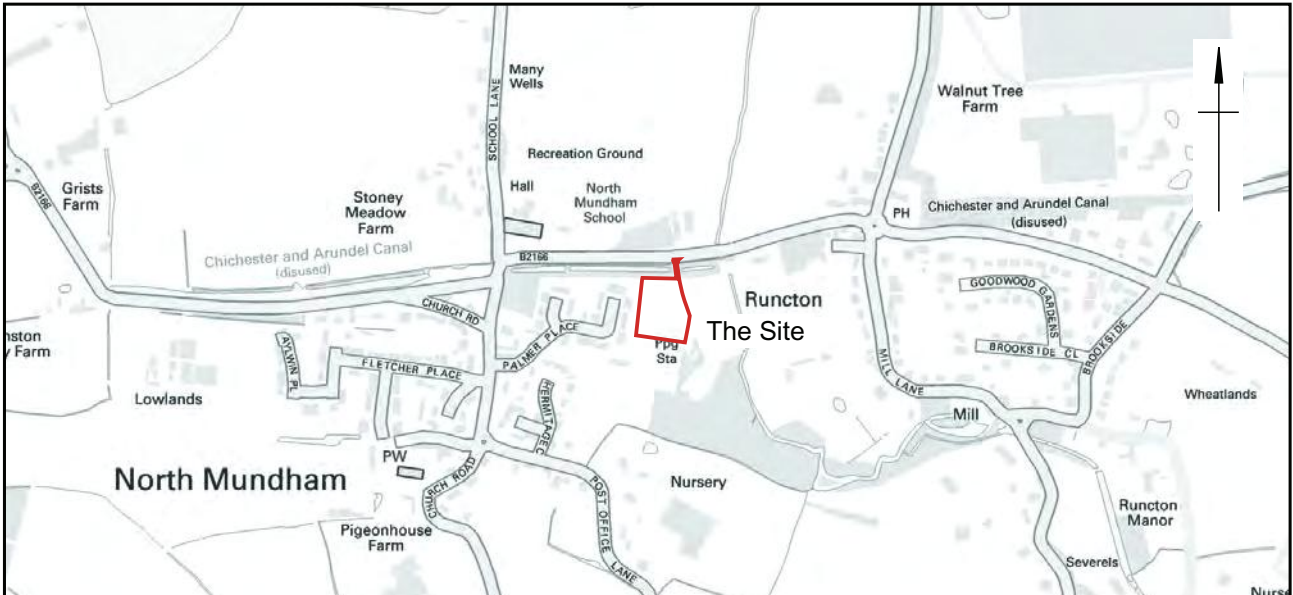 Many
Wells
SCHOOL LANE
Walnut Tree
Farm
Recreation Ground
Grists
Farm
B2166
Stoney
Meadow
Farm
Hall
North
Mundham
School
PH
Chichester and Arundel Canal
(disused)
Chichester and Arundel Canal
(disused)
B2166
CHURCH RD
Runcton
GOODWOOD GARDENS
The Site
Ppg
Sta
PALMER PLACE
AYLWIN PL
FLETCHER PLACE
BROOKSIDE CL
BROOKSIDE
MILL LANE
Lowlands
HERMITAGE C
Mill
Wheatlands
PW
North Mundham
CHURCH ROAD
POST OFFICE LANE
Nursery
Pigeonhouse
Farm
Runcton
Manor
Severels